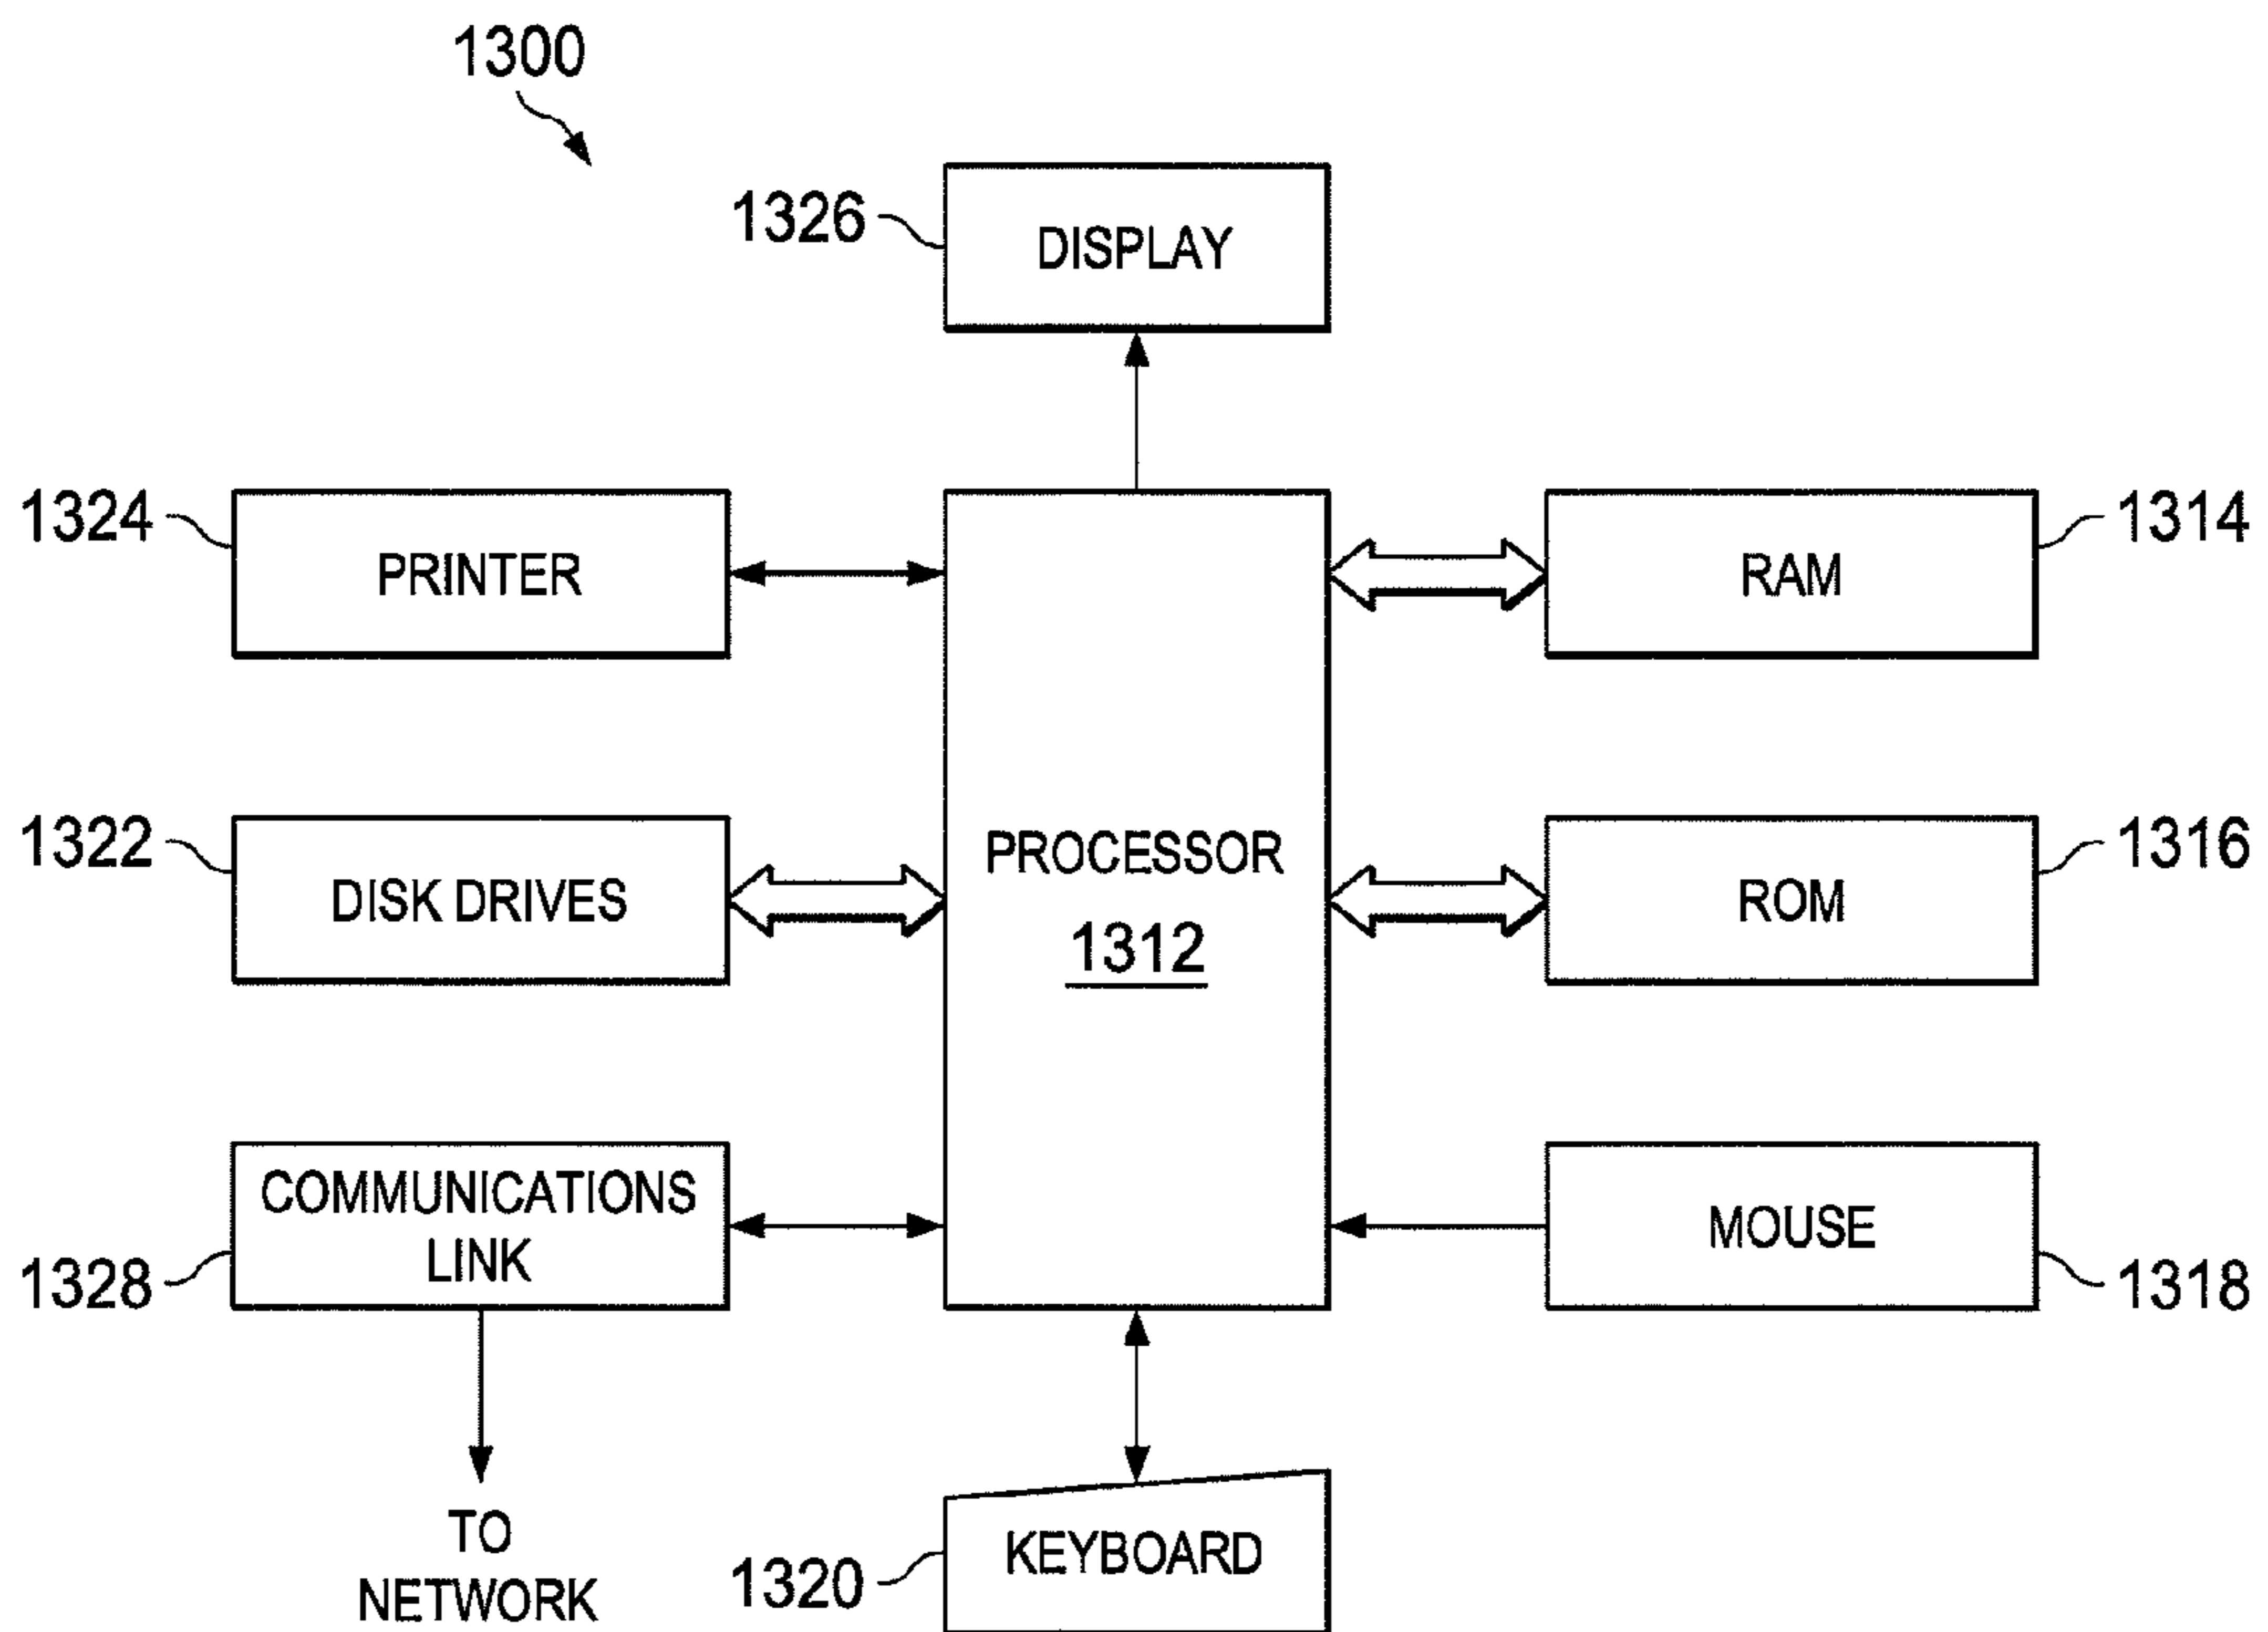 1300
1326
DISPLAY
1324
PRINTER
RAM
1314
1322
DISK DRIVES
PROCESSOR
1312
ROM
1316
COMMUNICATIONS
LINK
1328
MOUSE
1318
TO
NETWORK
1320
KEYBOARD